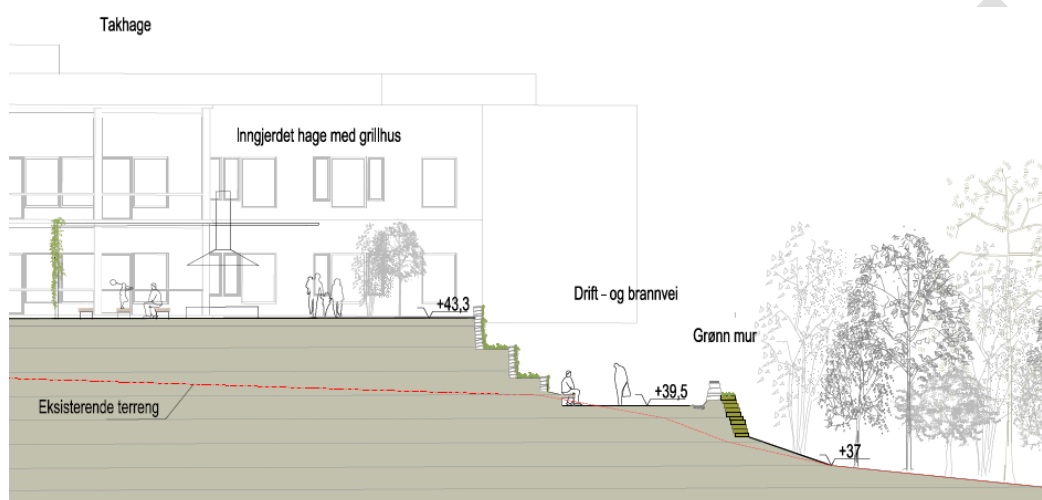 Takhage
Inngjerdet hage med grillhus
Drift – og brannvei
+43,3
Grønn mur
+39,5
Eksisterende terreng
+37